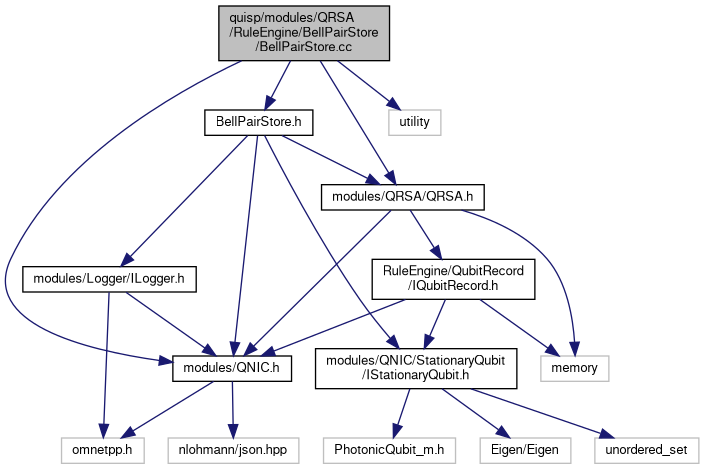 quisp/modules/QRSA
/RuleEngine/BellPairStore
/BellPairStore.cc
BellPairStore.h
utility
modules/QRSA/QRSA.h
modules/Logger/ILogger.h
RuleEngine/QubitRecord
/IQubitRecord.h
modules/QNIC.h
modules/QNIC/StationaryQubit
/IStationaryQubit.h
memory
omnetpp.h
nlohmann/json.hpp
PhotonicQubit_m.h
Eigen/Eigen
unordered_set